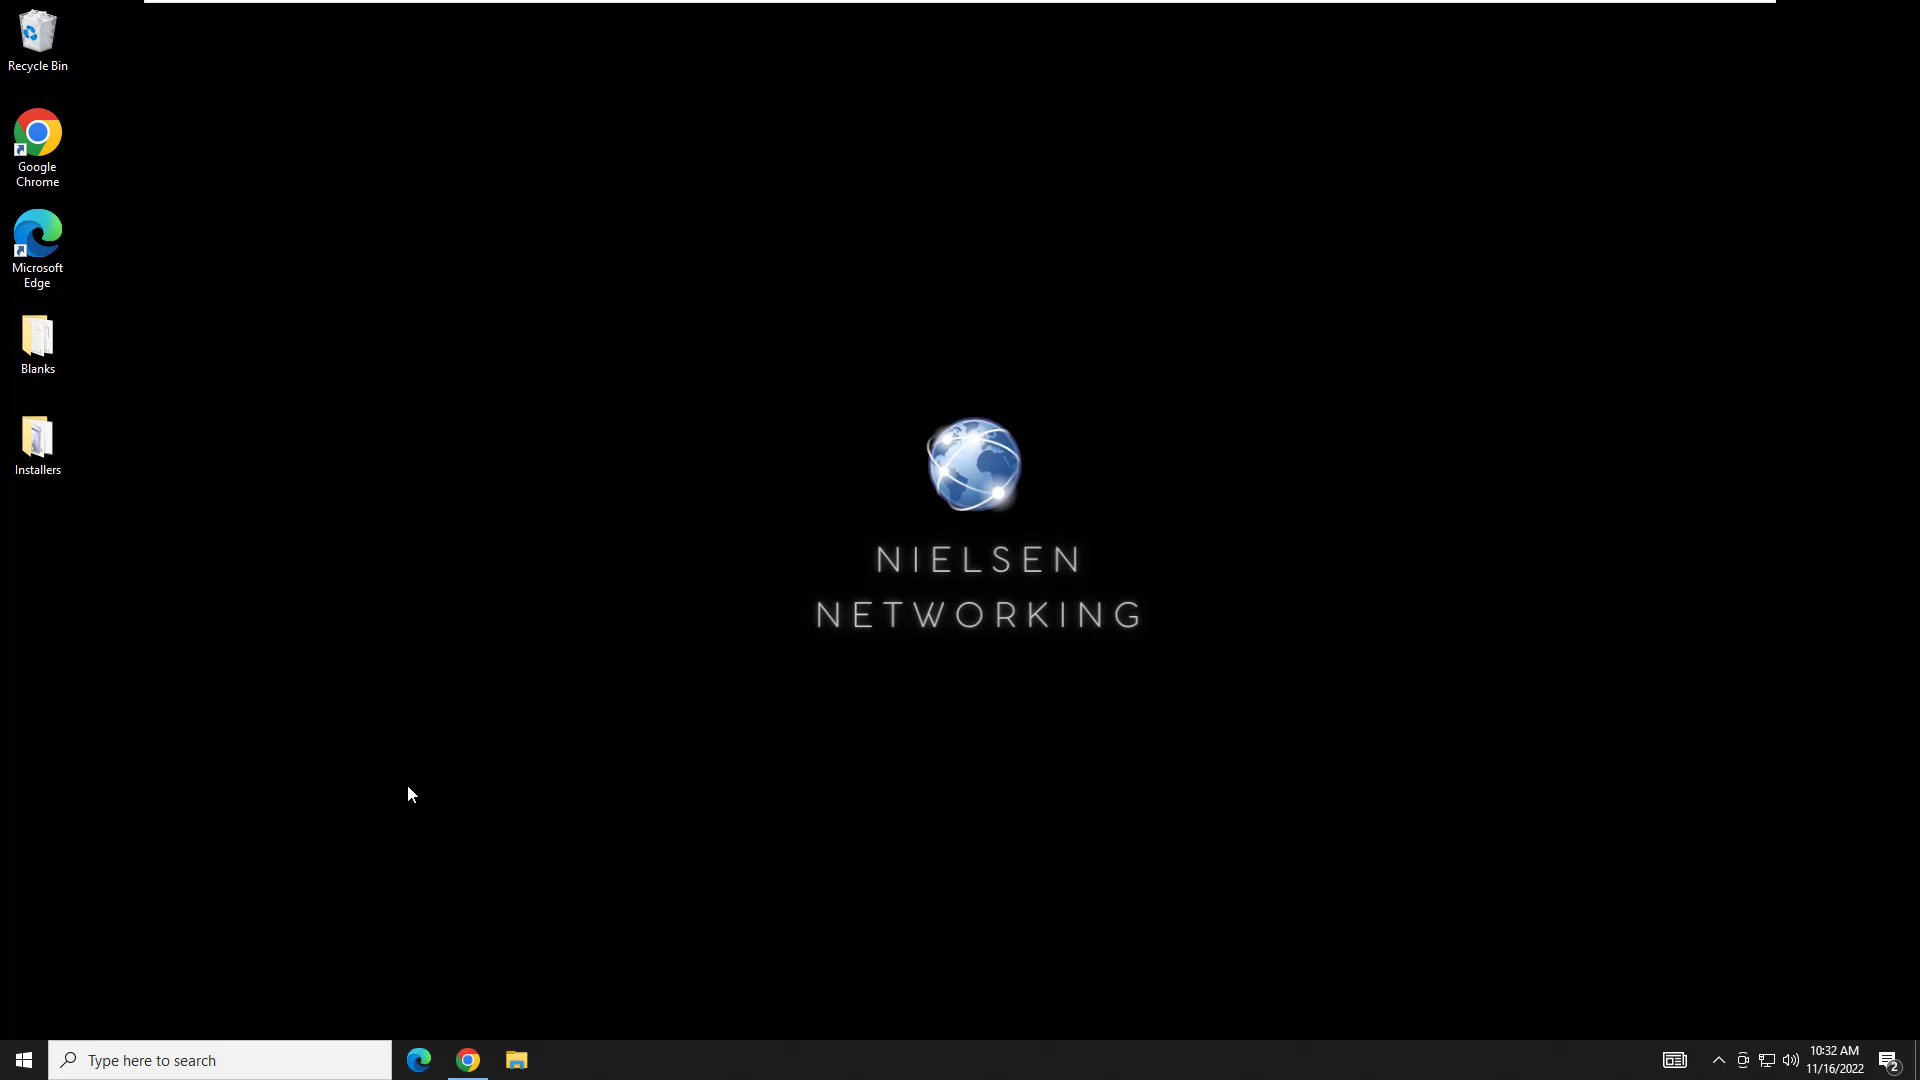 Recycle Bin
Google
Chrome
Microsoft
Edge
Blanks
Installers
NIELSEN
NETWORKING
Type here to search
10:32 AM
11/16/2022
2